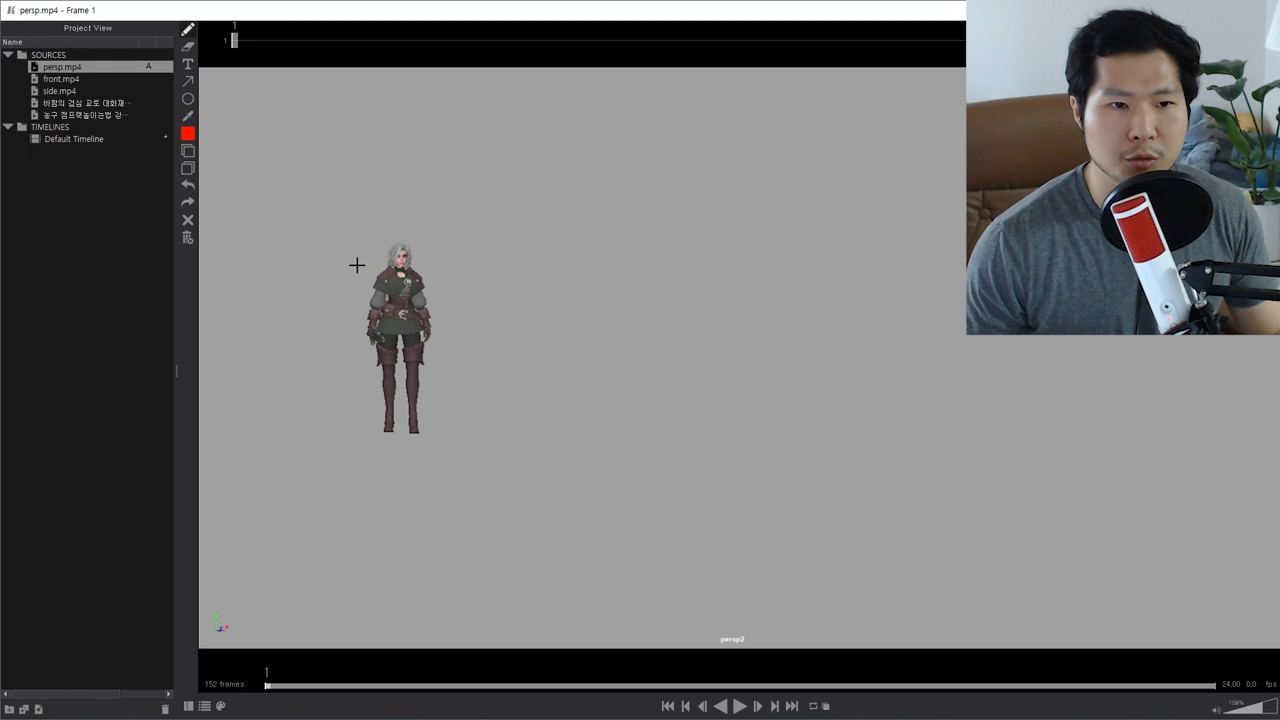 persp.mp4 - Frame 1
Project View
Name
SOURCES
persp.mp4 A
front.mp4
side.mp4
바람의 검심 교토 대화재…
농구 점프력높이는법 강…
TIMELINES
Default Timeline *
1
1
persp2
1
152 frames
24.00 0.0 fps
109%